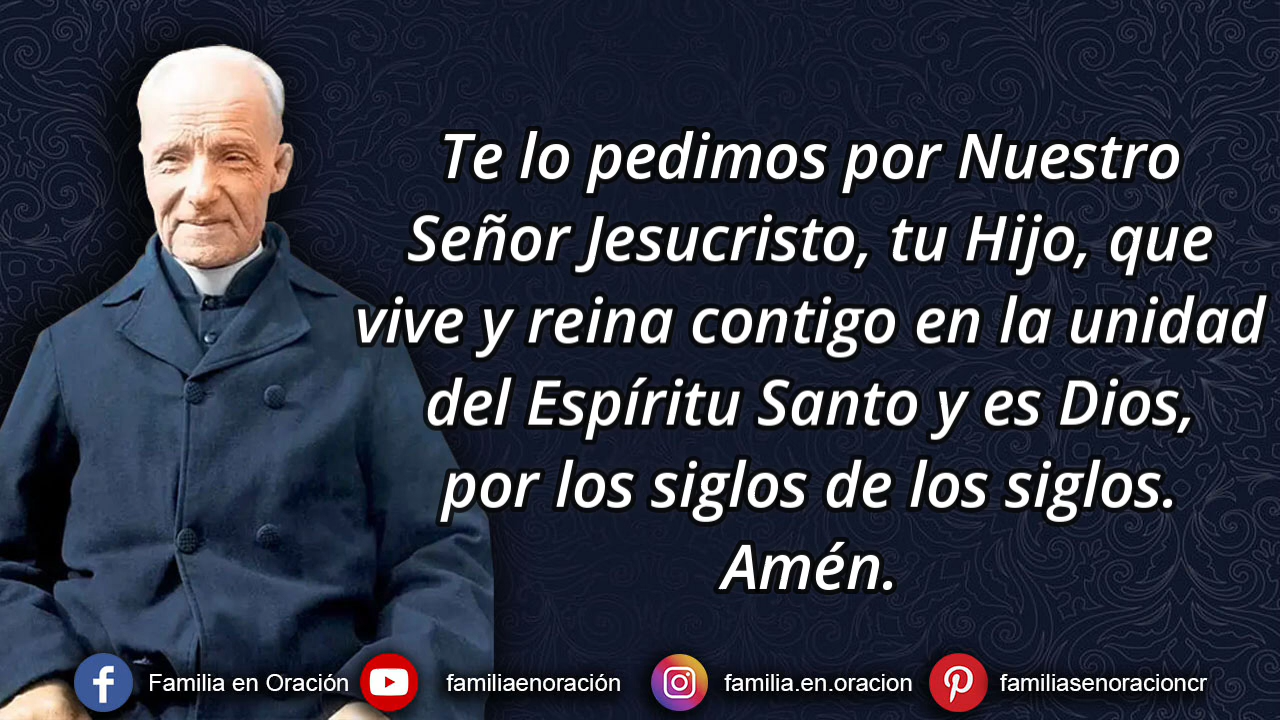 Te lo pedimos por Nuestro
Señor Jesucristo, tu Hijo, que
vive y reina contigo en la unidad
del Espíritu Santo y es Dios,
por los siglos de los siglos.
Amén.
Familia en Oración familiaenoración familia.en.oracion familiasenoracioncr